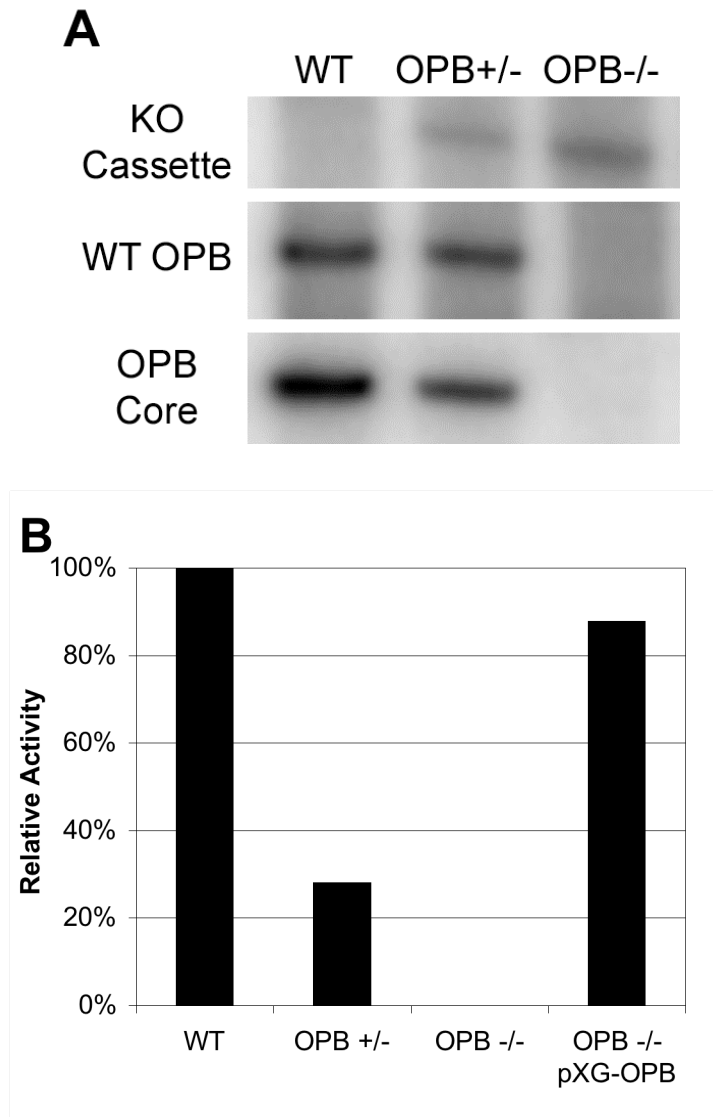 A
WT OPB+/- OPB-/-
KO
Cassette
WT OPB
OPB
Core
B
100%
80%
60%
40%
20%
0%
Relative Activity
WT OPB +/- OPB -/- OPB -/-
pXG-OPB